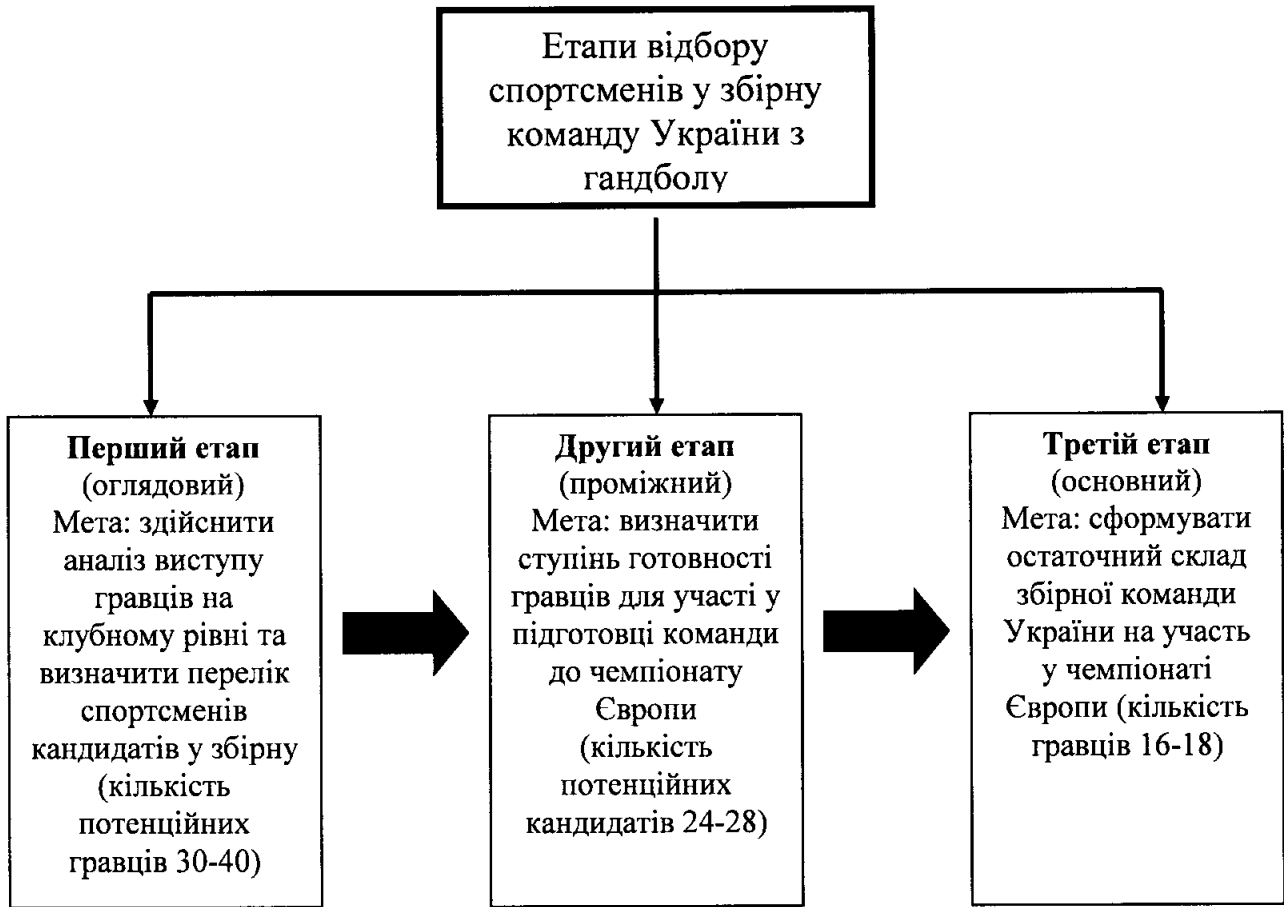 Етапи відбору
спортсменів у збірну
команду України з
гандболу
Перший етап
(оглядовий)
Мета: здійснити
аналіз виступу
гравців на
клубному рівні та
визначити перелік
спортсменів
кандидатів у збірну
(кількість
потенційних
гравців 30-40)
Другий етап
(проміжний)
Мета: визначити
ступінь готовності
гравців для участі у
підготовці команди
до чемпіонату
Європи
(кількість
потенційних
кандидатів 24-28)
Третій етап
(основний)
Мета: сформувати
остаточний склад
збірної команди
України на участь
у чемпіонаті
Європи (кількість
гравців 16-18)